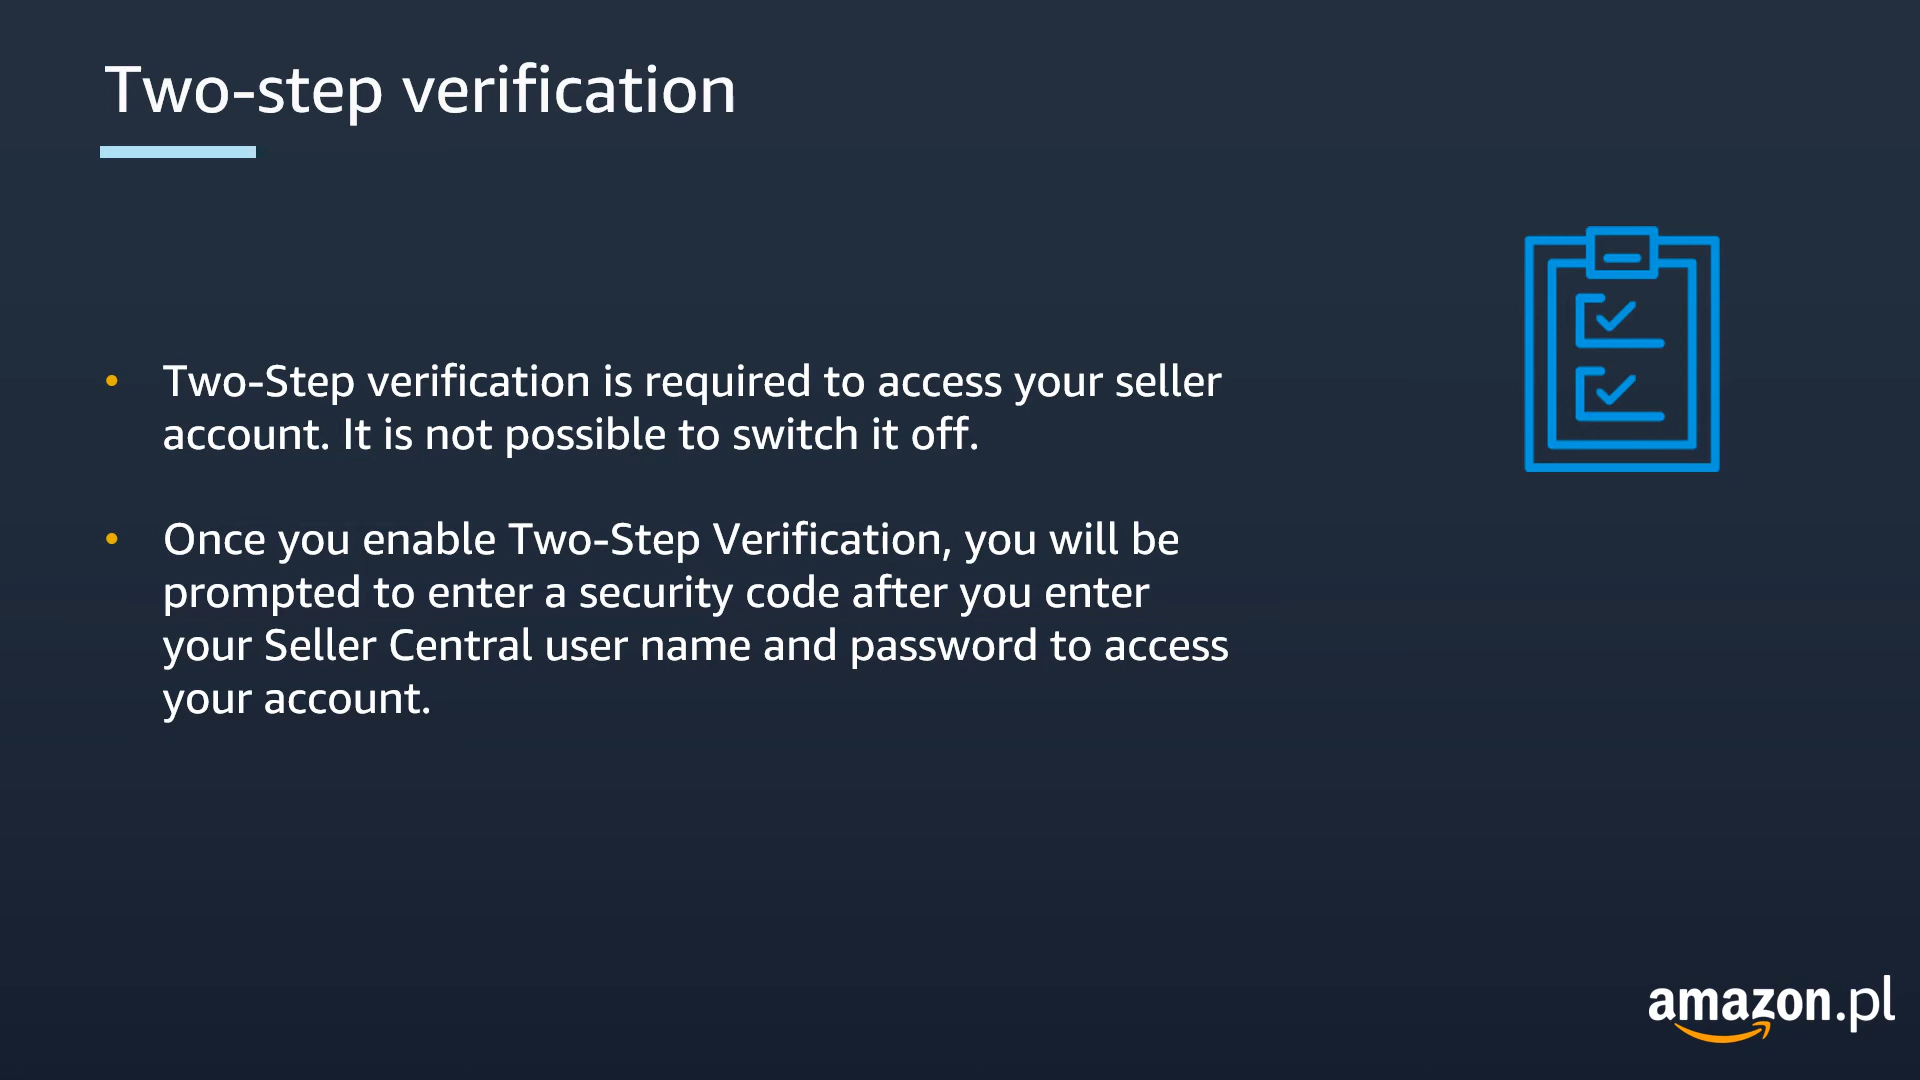 Two-step verification
• Two-Step verification is required to access your seller
account. It is not possible to switch it off.
• Once you enable Two-Step Verification, you will be
prompted to enter a security code after you enter
your Seller Central user name and password to access
your account.
amazon.pl